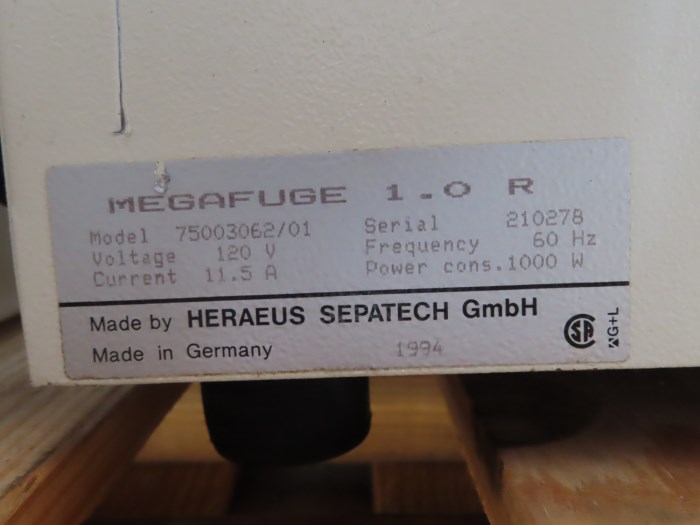 MEGAFUGE 1.0 R
Model 75003062/01 Serial 210278
Voltage 120 V Frequency 60 Hz
Current 11.5 A Power cons. 1000 W
Made by HERAEUS SEPATECH GmbH
Made in Germany 1994
SA
G+L